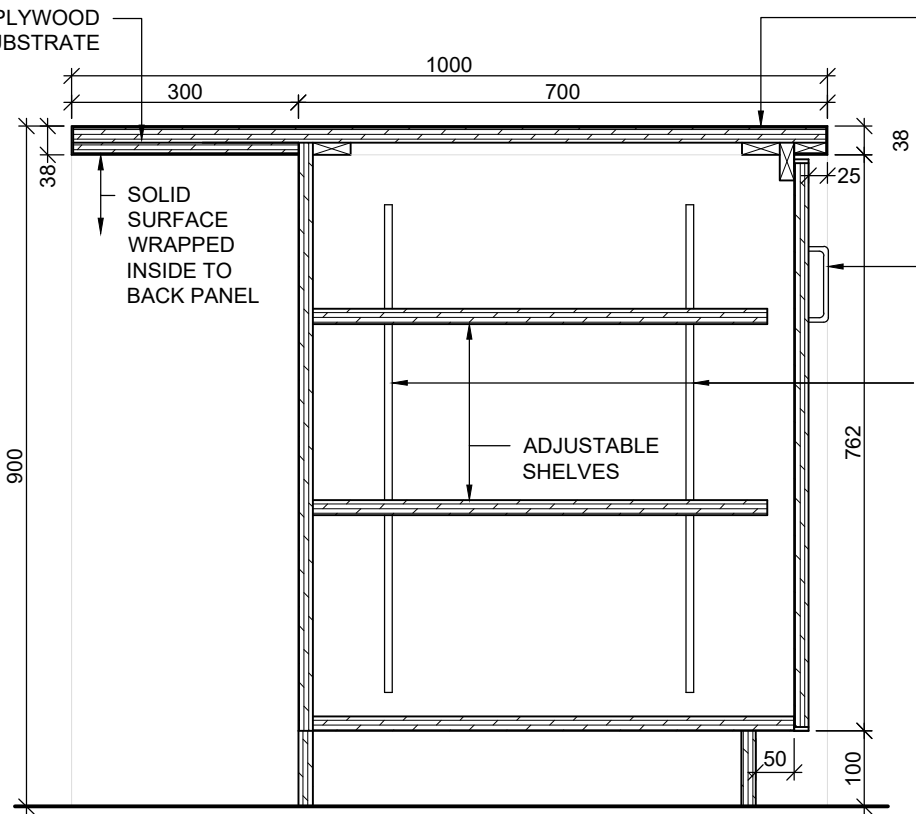 PLYWOOD
1000
300
700
38
38
25
SOLID
SURFACE
WRAPPED
INSIDE TO
BACK PANEL
ADJUSTABLE
SHELVES
900
762
50
100